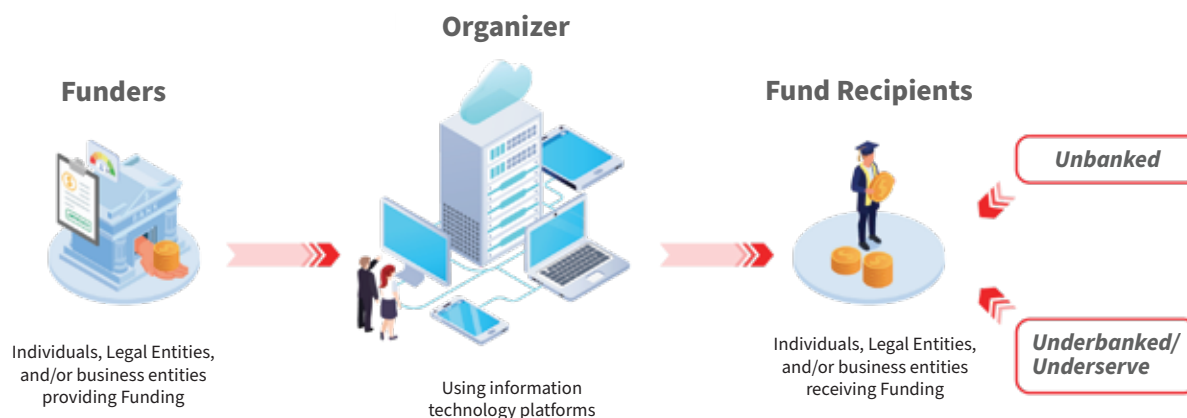 Organizer
Funders
Fund Recipients
Unbanked
BANK
Individuals, Legal Entities,
and/or business entities
providing Funding
Using information
technology platforms
Individuals, Legal Entities,
and/or business entities
receiving Funding
Underbanked/
Underserve